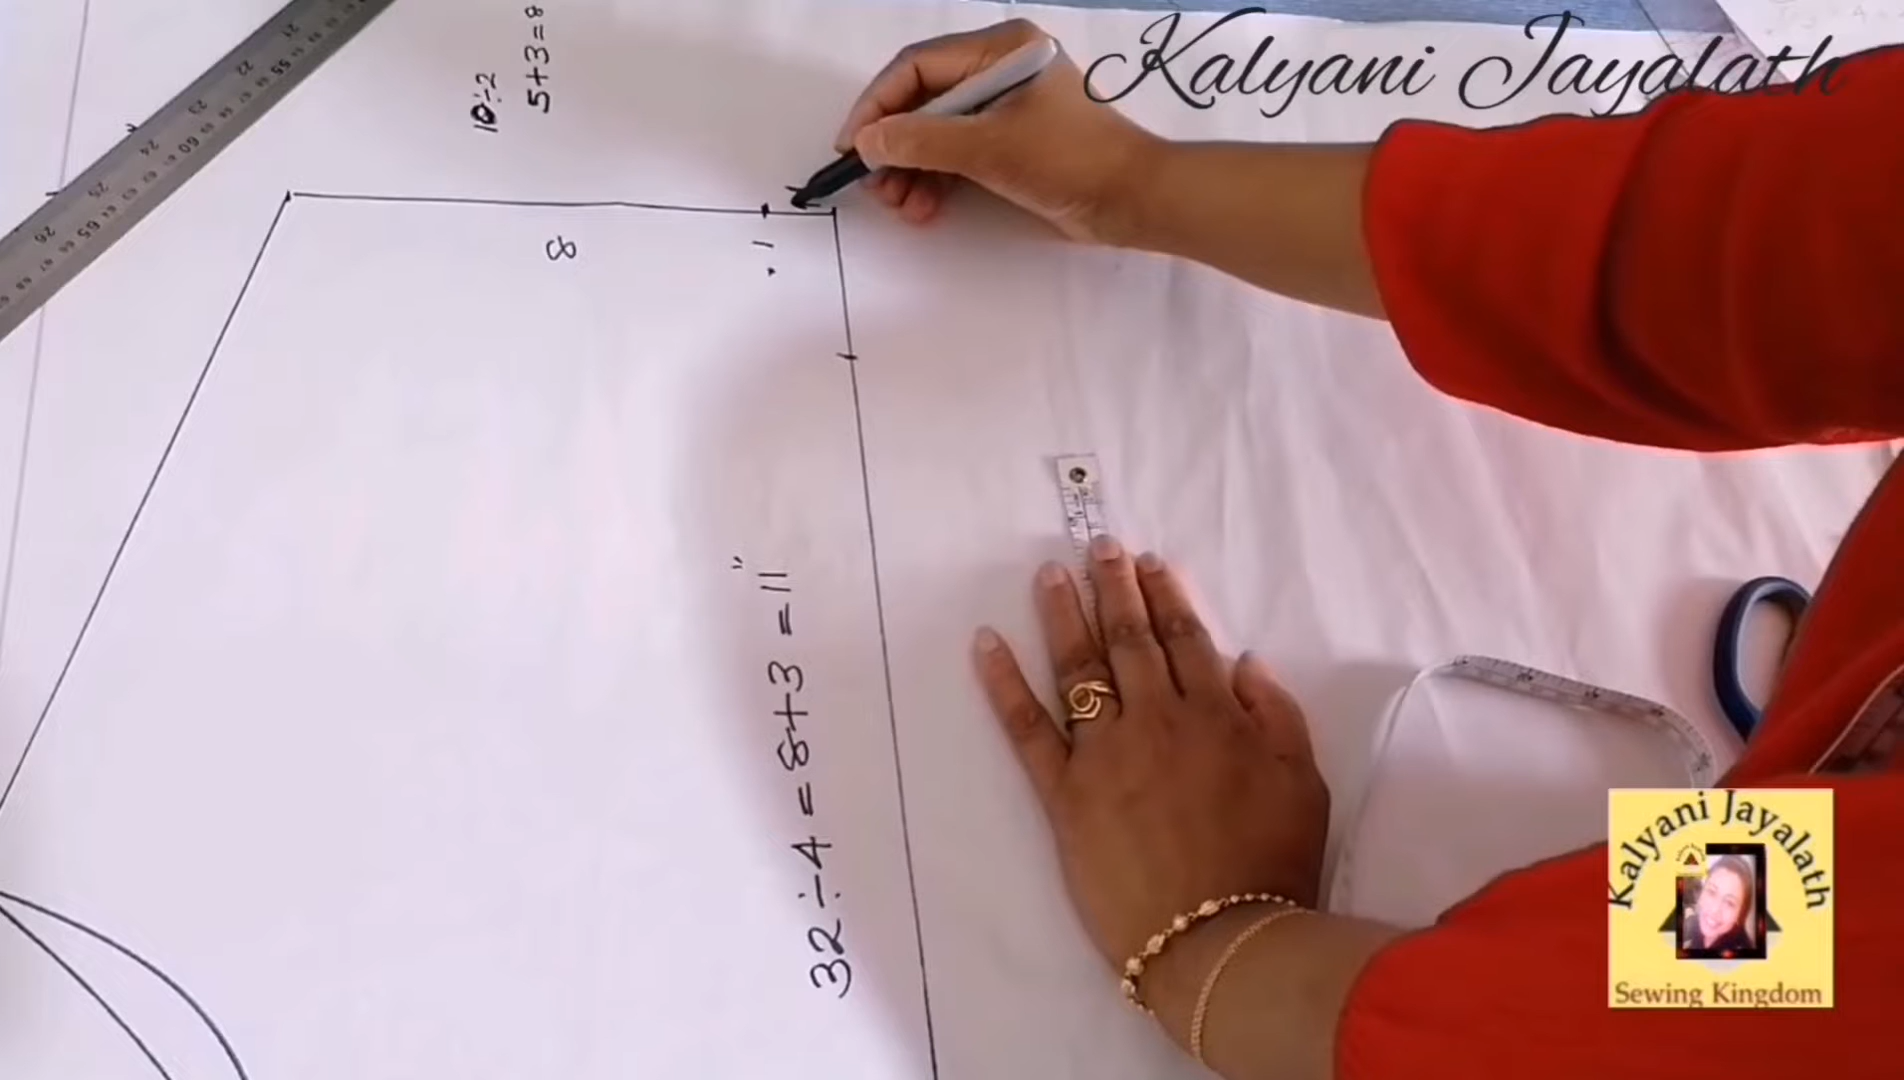 Kalyani Jayalath
10÷2
5+3=8
8
1
32÷4=8+3=11"
Kalyani Jayalath
Sewing Kingdom